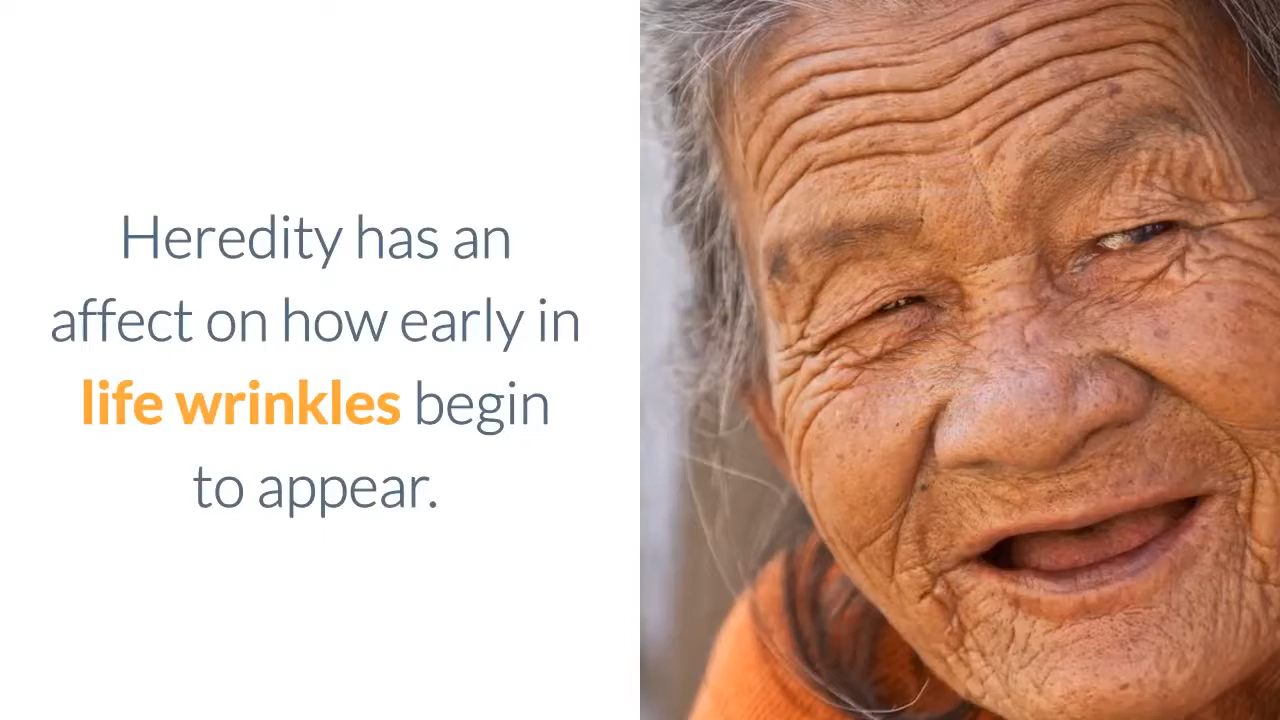 Heredity has an
affect on how early in
life wrinkles begin
to appear.